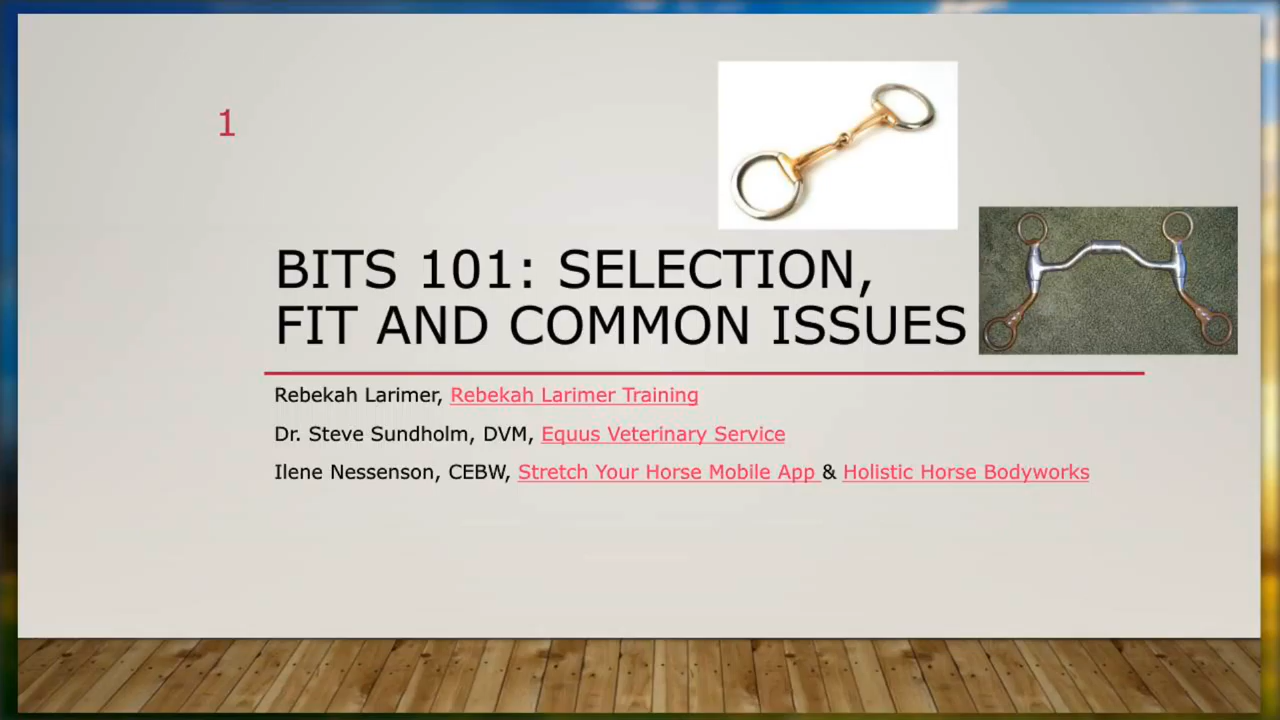 1
BITS 101: SELECTION,
FIT AND COMMON ISSUES
Rebekah Larimer, Rebekah Larimer Training
Dr. Steve Sundholm, DVM, Equus Veterinary Service
Ilene Nessenson, CEBW, Stretch Your Horse Mobile App & Holistic Horse Bodyworks